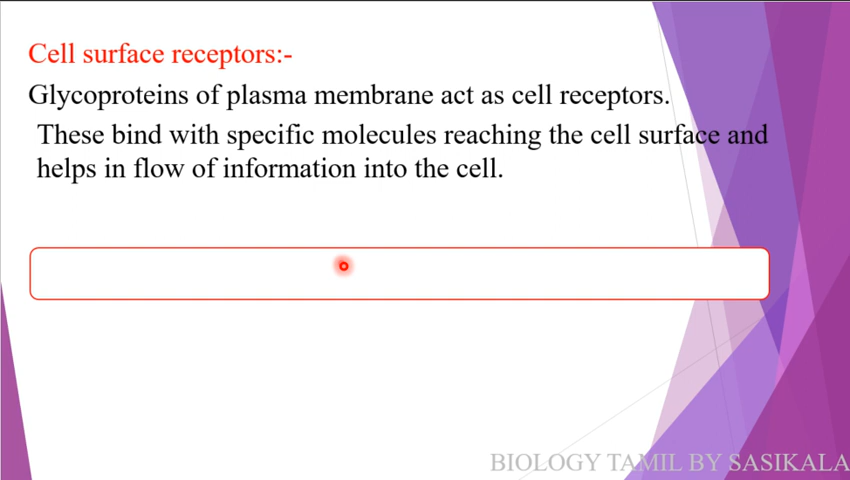 Cell surface receptors:-
Glycoproteins of plasma membrane act as cell receptors.
These bind with specific molecules reaching the cell surface and
helps in flow of information into the cell.
BIOLOGY TAMIL BY SASIKALA